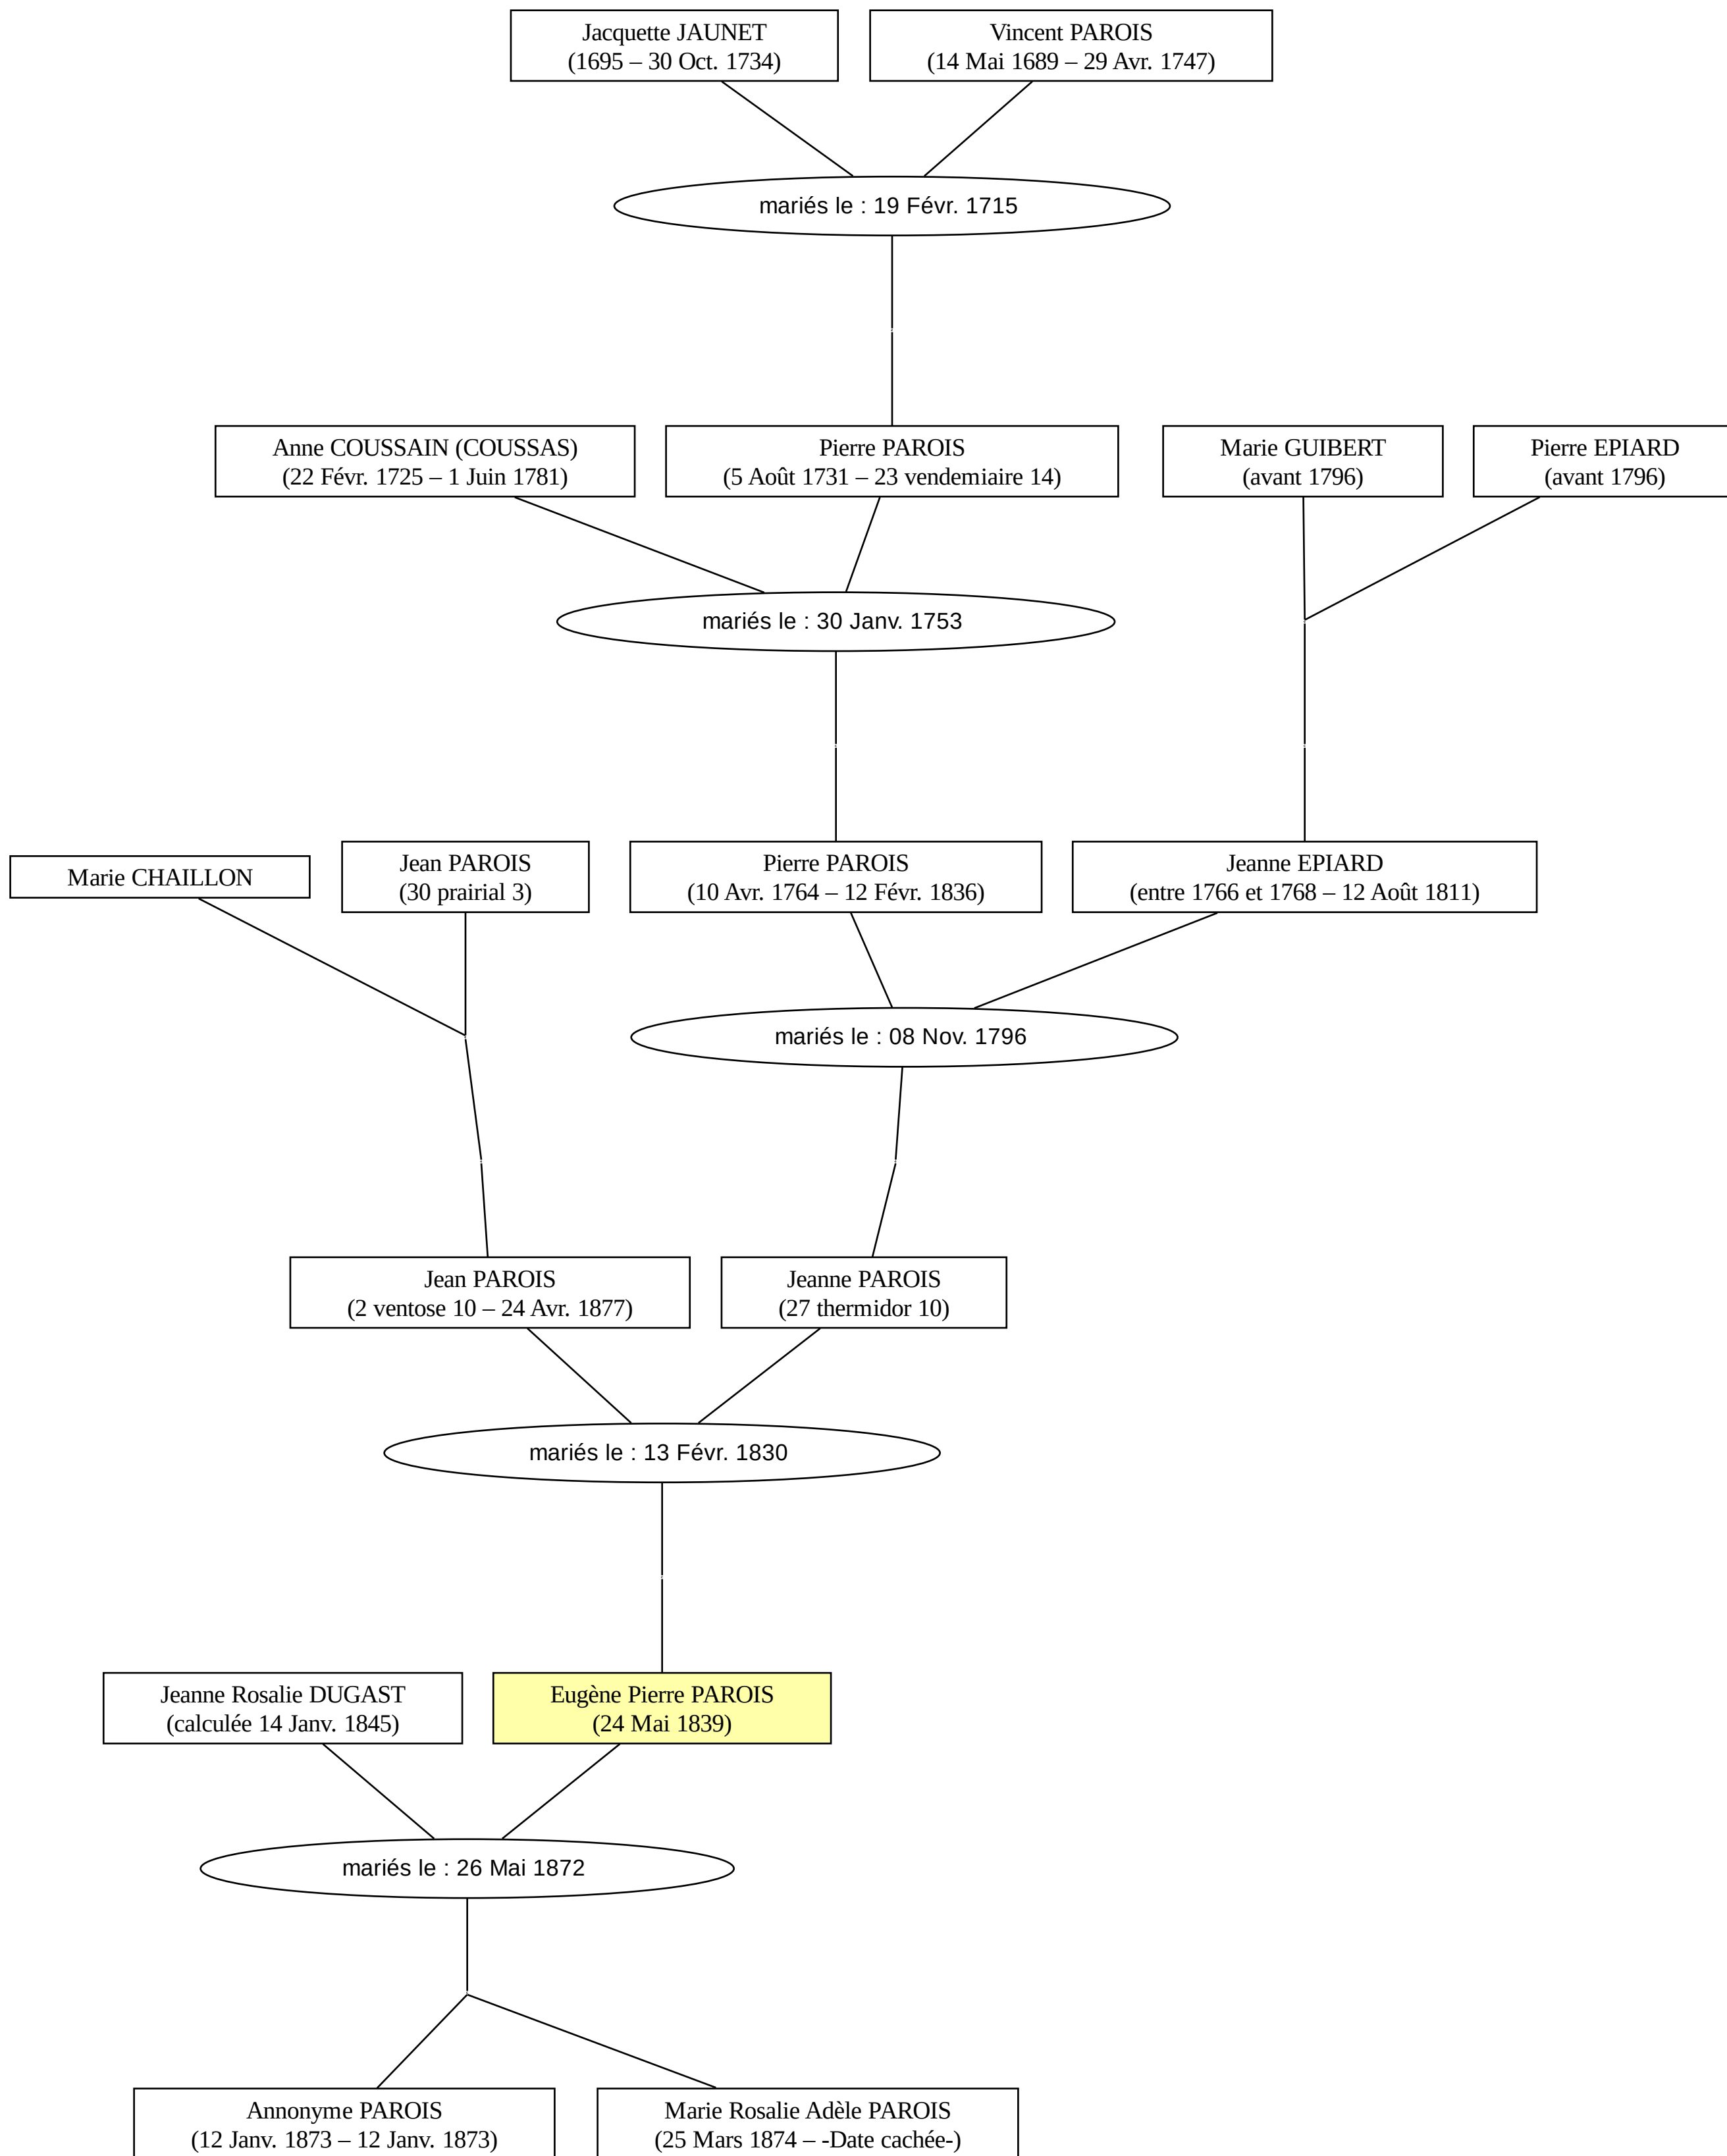 Jacquette JAUNET
(1695 – 30 Oct. 1734)
Vincent PAROIS
(14 Mai 1689 – 29 Avr. 1747)
mariés le : 19 Févr. 1715
Anne COUSSAIN (COUSSAS)
(22 Févr. 1725 – 1 Juin 1781)
Pierre PAROIS
(5 Août 1731 – 23 vendemiaire 14)
Marie GUIBERT
(avant 1796)
Pierre EPIARD
(avant 1796)
mariés le : 30 Janv. 1753
Marie CHAILLON
Jean PAROIS
(30 prairial 3)
Pierre PAROIS
(10 Avr. 1764 – 12 Févr. 1836)
Jeanne EPIARD
(entre 1766 et 1768 – 12 Août 1811)
mariés le : 08 Nov. 1796
Jean PAROIS
(2 ventose 10 – 24 Avr. 1877)
Jeanne PAROIS
(27 thermidor 10)
mariés le : 13 Févr. 1830
Jeanne Rosalie DUGAST
(calculée 14 Janv. 1845)
Eugène Pierre PAROIS
(24 Mai 1839)
mariés le : 26 Mai 1872
Annonyme PAROIS
(12 Janv. 1873 – 12 Janv. 1873)
Marie Rosalie Adèle PAROIS
(25 Mars 1874 – -Date cachée-)